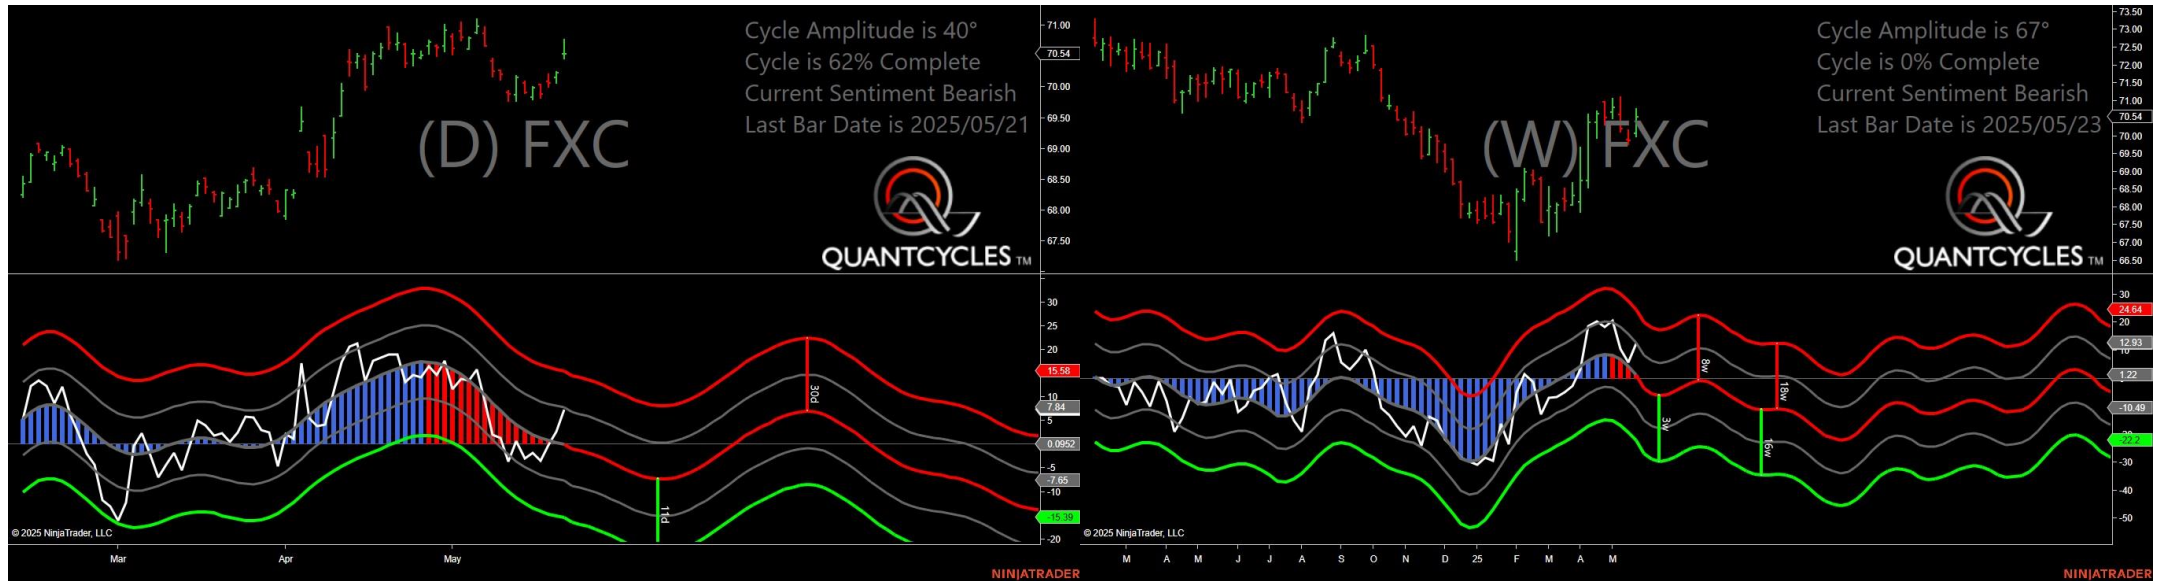 Cycle Amplitude is 40°
Cycle is 62% Complete
Current Sentiment Bearish
Last Bar Date is 2025/05/21
(D) FXC
QUANTCYCLES TM
71.00
70.54
70.00
69.50
69.00
68.50
68.00
67.50
30
25
20
15.58
10
7.84
5
0.0952
-5
-7.65
-10
-15.39
-20
30d
11d
© 2025 NinjaTrader, LLC
Mar
Apr
May
NINJATRADER
Cycle Amplitude is 67°
Cycle is 0% Complete
Current Sentiment Bearish
Last Bar Date is 2025/05/23
(W) FXC
QUANTCYCLES TM
73.50
73.00
72.50
72.00
71.50
71.00
70.54
70.00
69.50
69.00
68.50
68.00
67.50
67.00
66.50
30
24.64
20
12.93
10
1.22
-10.49
-22.2
-30
-40
-50
8w
18w
3w
16w
© 2025 NinjaTrader, LLC
M A M J J A S O N D 25 F M A M
NINJATRADER